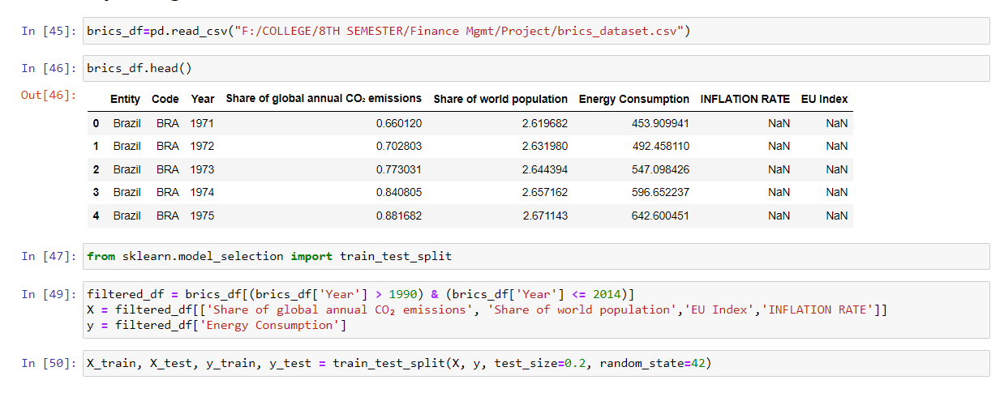 In [45]: brics_df=pd.read_csv("F:/COLLEGE/8TH SEMESTER/Finance Mgmt/Project/brics_dataset.csv")
In [46]: brics_df.head()
Out[46]:
Entity Code Year Share of global annual CO₂ emissions Share of world population Energy Consumption INFLATION RATE EU Index
0 Brazil BRA 1971 0.660120 2.619682 453.909941 NaN NaN
1 Brazil BRA 1972 0.702803 2.631980 492.458110 NaN NaN
2 Brazil BRA 1973 0.773031 2.644394 547.098426 NaN NaN
3 Brazil BRA 1974 0.840805 2.657162 596.652237 NaN NaN
4 Brazil BRA 1975 0.881682 2.671143 642.600451 NaN NaN
In [47]: from sklearn.model_selection import train_test_split
In [49]: filtered_df = brics_df[(brics_df['Year'] > 1990) & (brics_df['Year'] <= 2014)]
X = filtered_df[['Share of global annual CO₂ emissions', 'Share of world population','EU Index','INFLATION RATE']]
y = filtered_df['Energy Consumption']
In [50]: X_train, X_test, y_train, y_test = train_test_split(X, y, test_size=0.2, random_state=42)